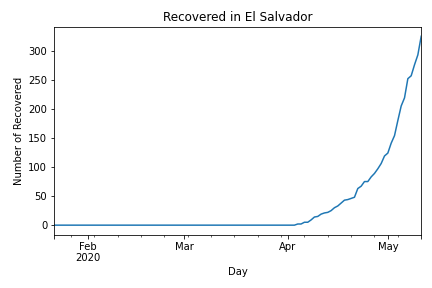 Recovered in El Salvador
Number of Recovered
300
250
200
150
100
50
0
Feb
2020
Mar
Apr
May
Day